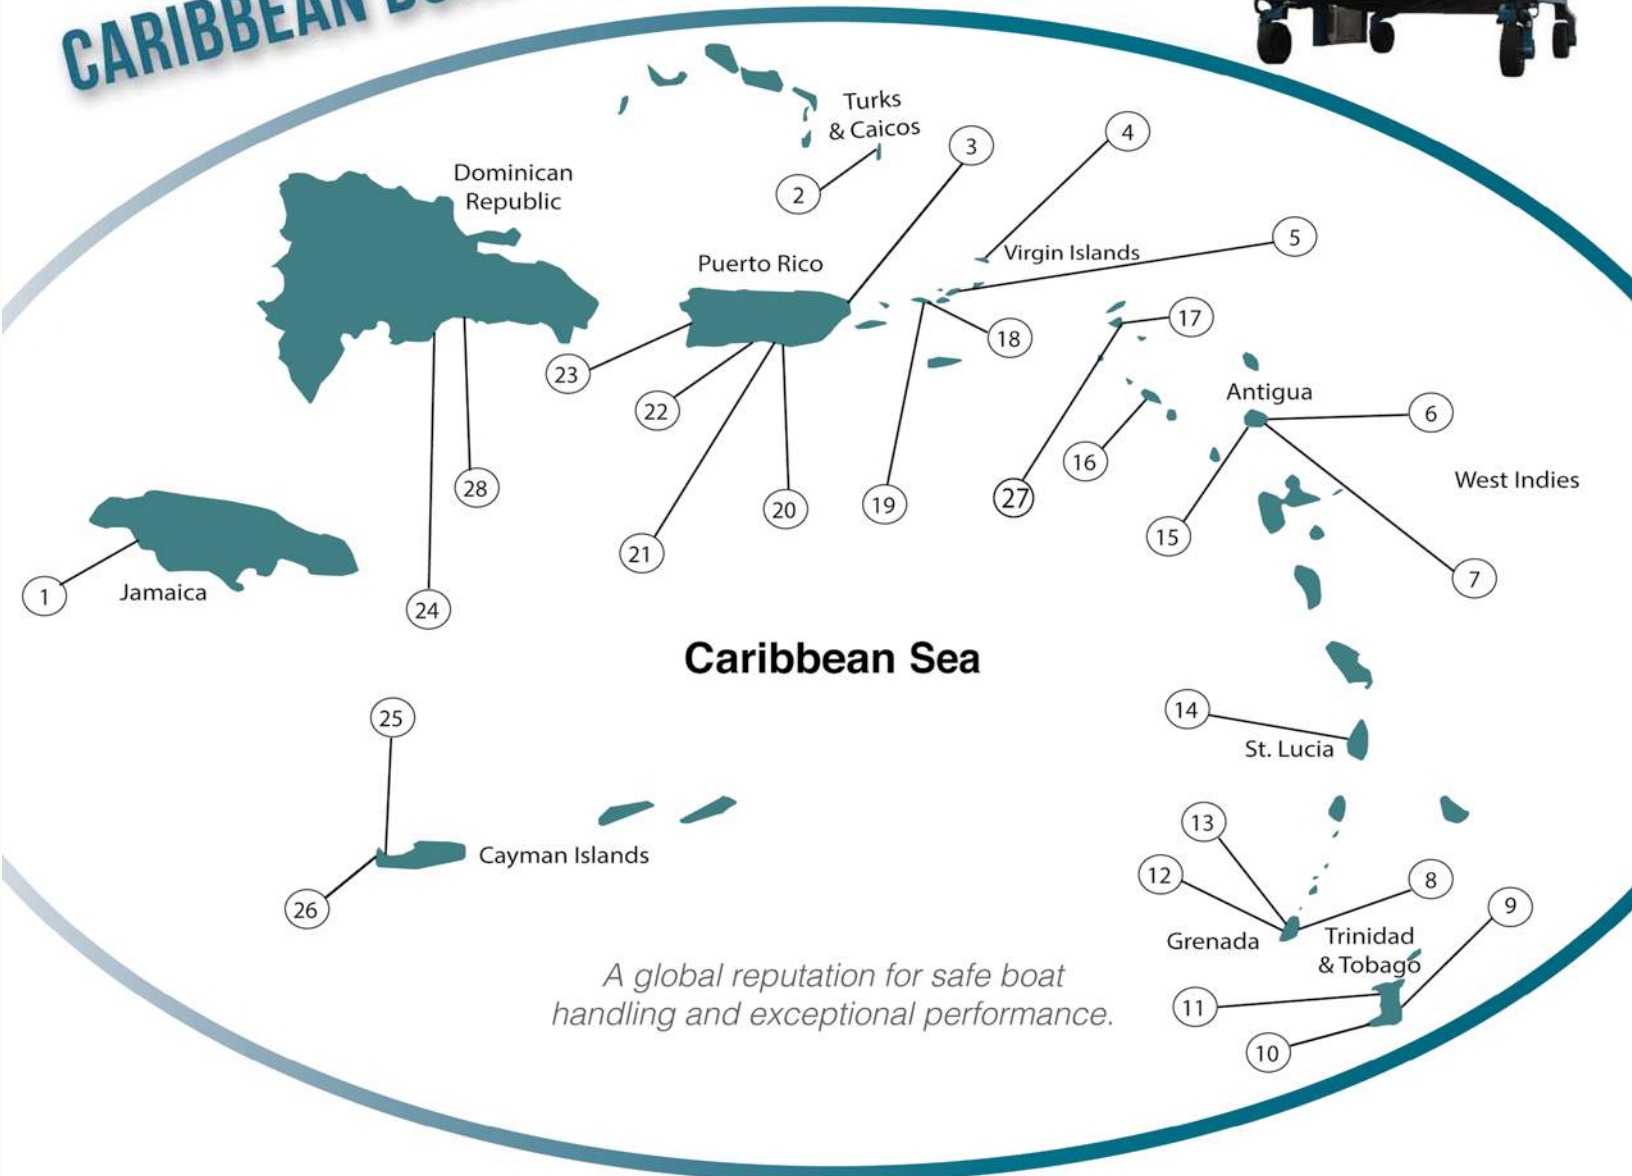 CARIBBEAN
Turks
& Caicos
4
3
Dominican
Republic
2
5
Virgin Islands
Puerto Rico
17
18
23
Antigua
22
6
16
28
27
West Indies
19
20
15
21
7
1
Jamaica
24
Caribbean Sea
14
25
St. Lucia
13
Cayman Islands
12
8
26
9
Grenada
Trinidad
& Tobago
A global reputation for safe boat
handling and exceptional performance.
11
10